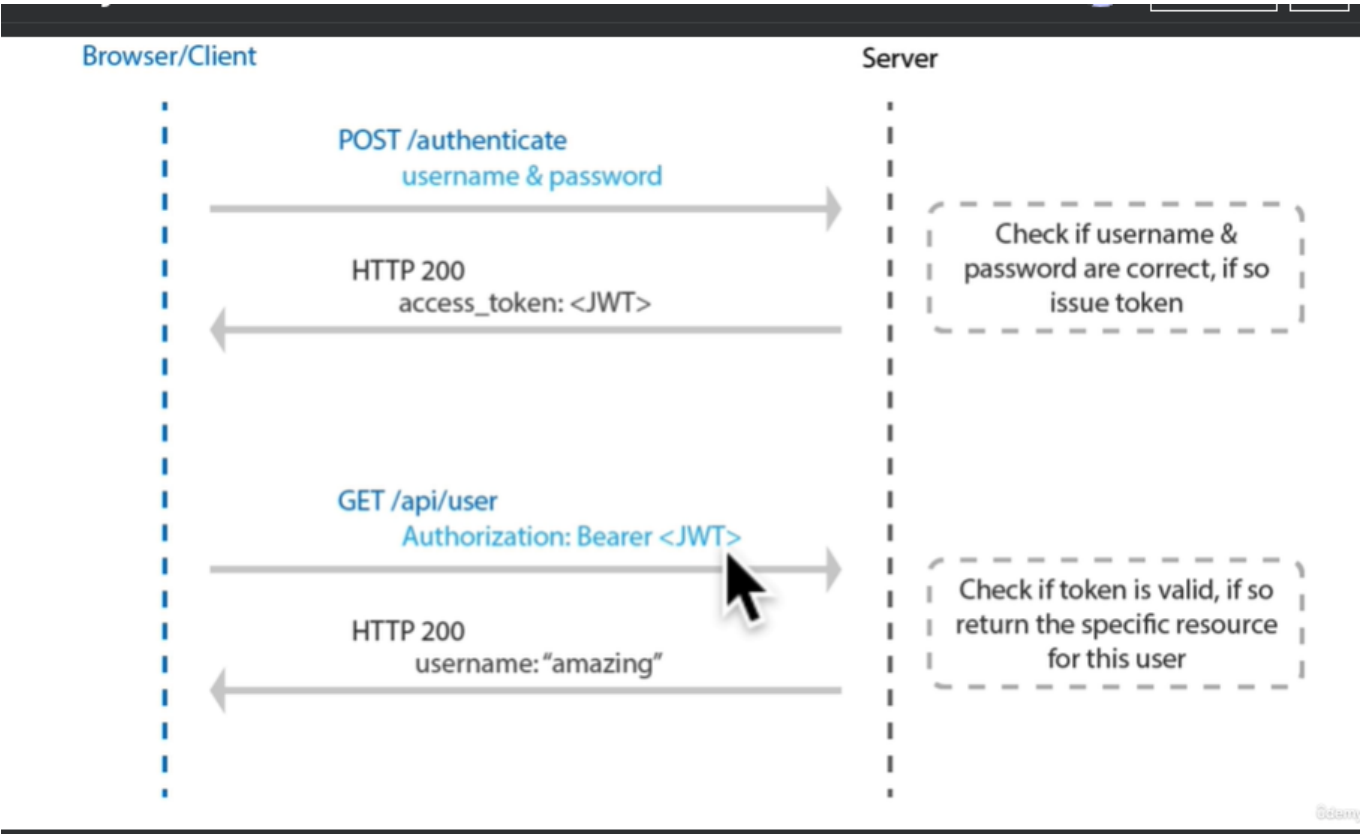 Browser/Client
Server
POST /authenticate
username & password
Check if username &
password are correct, if so
issue token
HTTP 200
access_token: <JWT>
GET /api/user
Authorization: Bearer <JWT>
Check if token is valid, if so
return the specific resource
for this user
HTTP 200
username: “amazing”
ûdemy